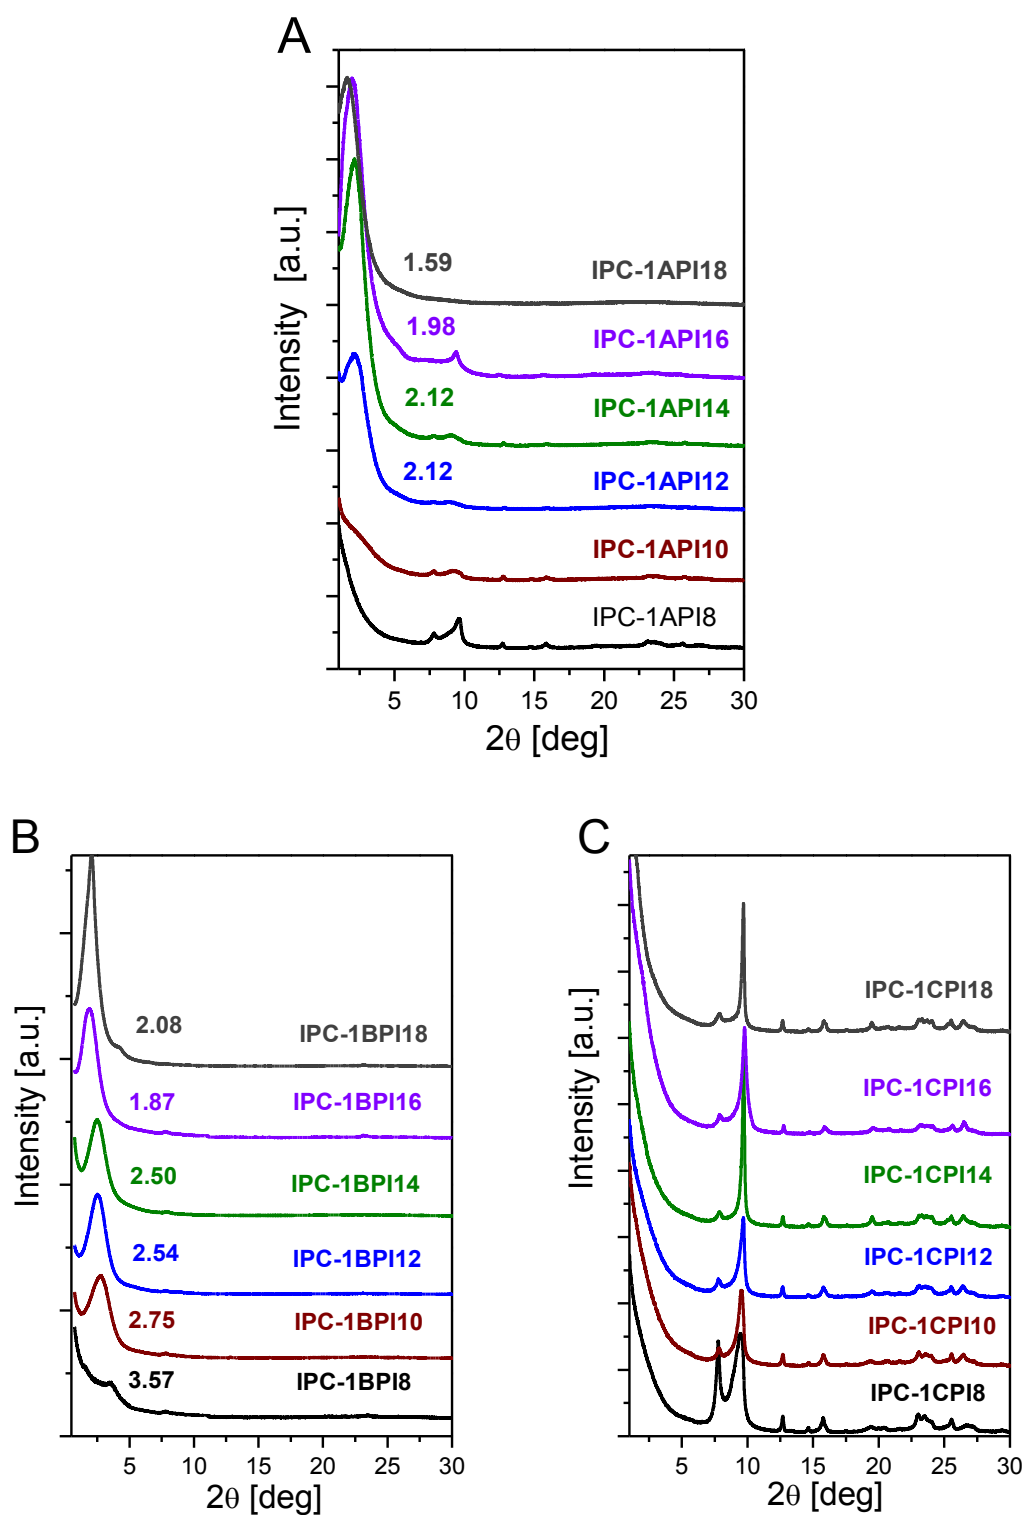 A
Intensity [a.u.]
1.59
IPC-1API18
1.98
IPC-1API16
2.12
IPC-1API14
2.12
IPC-1API12
IPC-1API10
IPC-1API8
5 10 15 20 25 30
2θ [deg]
B
Intensity [a.u.]
2.08
IPC-1BPI18
1.87
IPC-1BPI16
2.50
IPC-1BPI14
2.54
IPC-1BPI12
2.75
IPC-1BPI10
3.57
IPC-1BPI8
5 10 15 20 25 30
2θ [deg]
C
Intensity [a.u.]
IPC-1CPI18
IPC-1CPI16
IPC-1CPI14
IPC-1CPI12
IPC-1CPI10
IPC-1CPI8
5 10 15 20 25 30
2θ [deg]